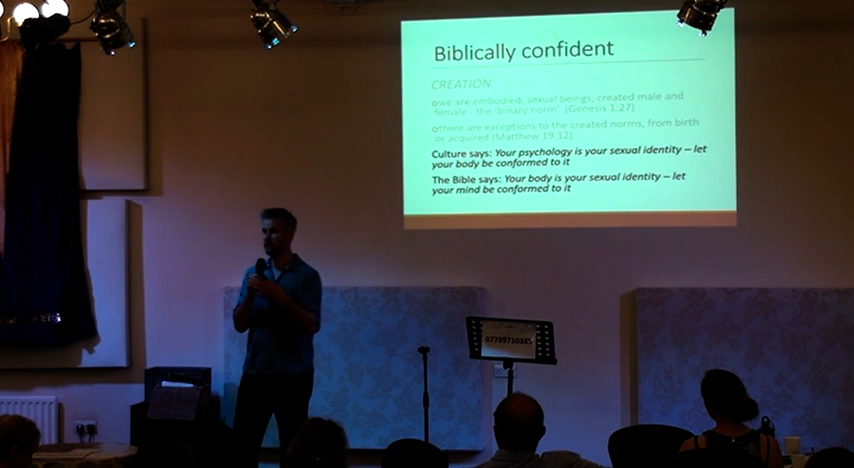 Biblically confident
CREATION
we are embodied, sexual beings, created male and
female - the 'binary norm' (Genesis 1:27)
there are exceptions to the created norms, from birth
or acquired (Matthew 19:12)
Culture says: Your psychology is your sexual identity – let
your body be conformed to it
The Bible says: Your body is your sexual identity – let
your mind be conformed to it
07789710385